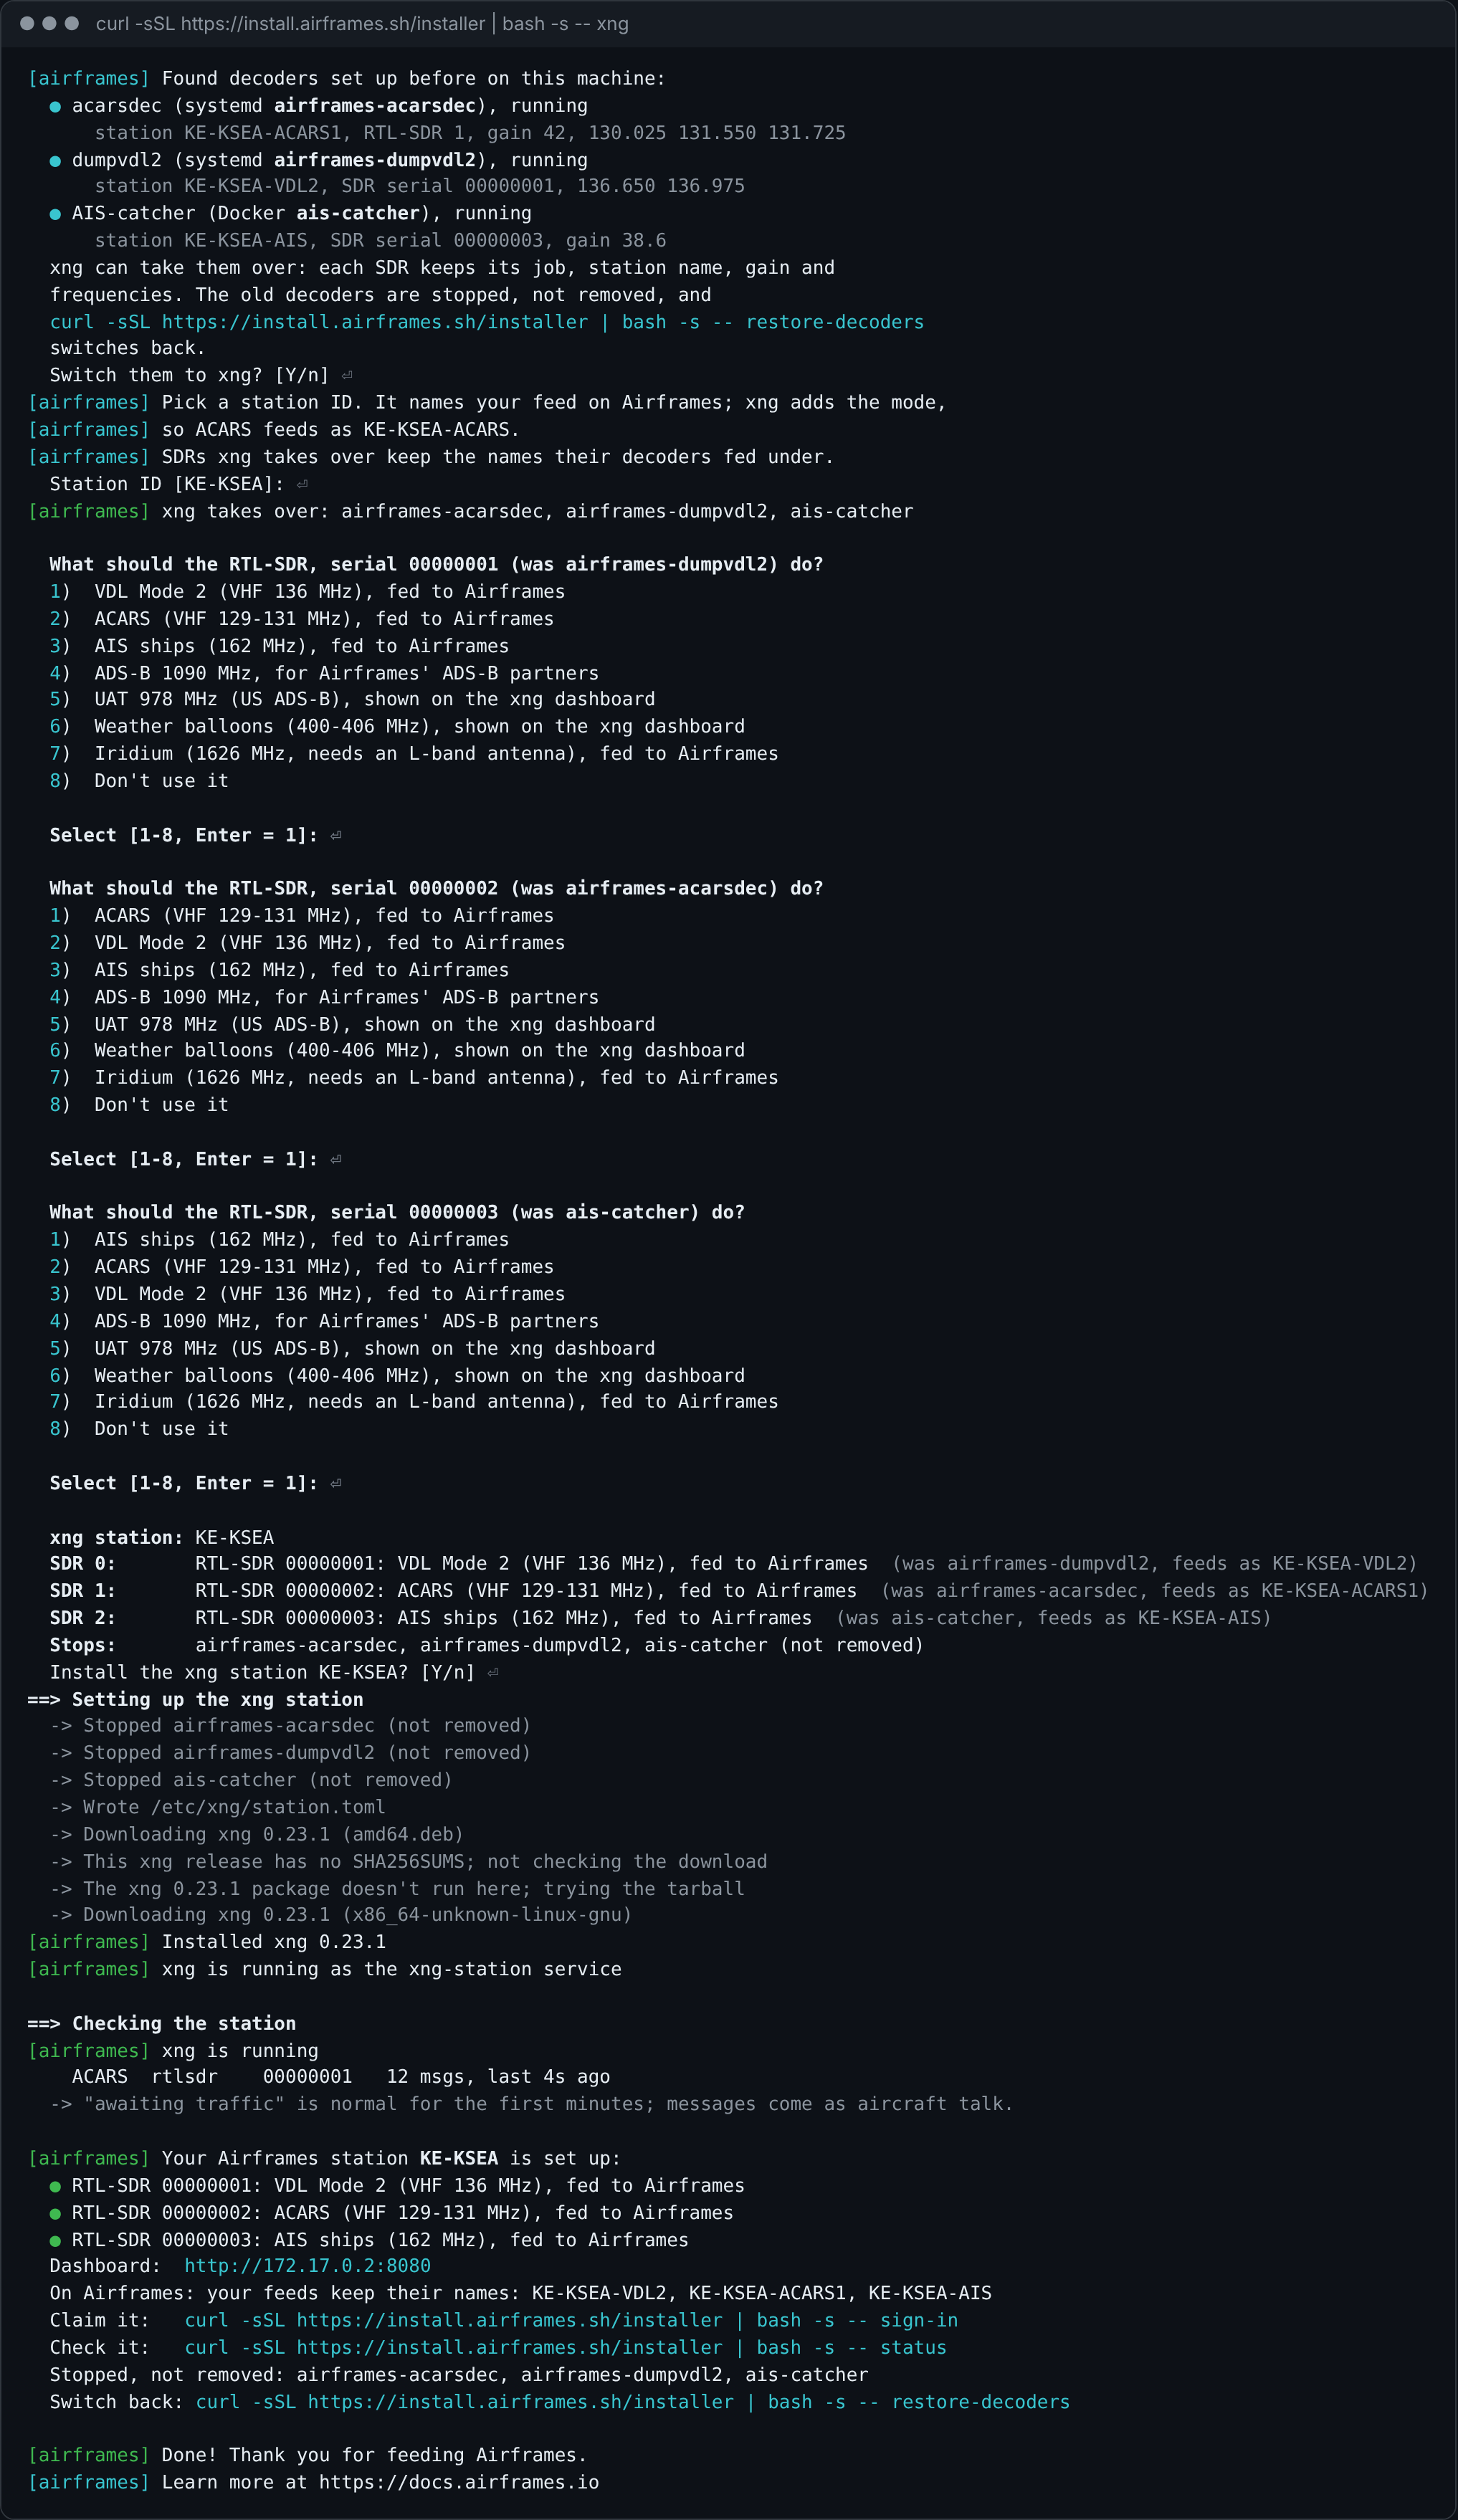 curl -sSL https://install.airframes.sh/installer | bash -s -- xng
[airframes] Found decoders set up before on this machine:
● acarsdec (systemd airframes-acarsdec), running
station KE-KSEA-ACARS1, RTL-SDR 1, gain 42, 130.025 131.550 131.725
● dumpvdl2 (systemd airframes-dumpvdl2), running
station KE-KSEA-VDL2, SDR serial 00000001, 136.650 136.975
● AIS-catcher (Docker ais-catcher), running
station KE-KSEA-AIS, SDR serial 00000003, gain 38.6
xng can take them over: each SDR keeps its job, station name, gain and
frequencies. The old decoders are stopped, not removed, and
curl -sSL https://install.airframes.sh/installer | bash -s -- restore-decoders
switches back.
Switch them to xng? [Y/n] ⏎
[airframes] Pick a station ID. It names your feed on Airframes; xng adds the mode,
[airframes] so ACARS feeds as KE-KSEA-ACARS.
[airframes] SDRs xng takes over keep the names their decoders fed under.
Station ID [KE-KSEA]: ⏎
[airframes] xng takes over: airframes-acarsdec, airframes-dumpvdl2, ais-catcher
What should the RTL-SDR, serial 00000001 (was airframes-dumpvdl2) do?
1)  VDL Mode 2 (VHF 136 MHz), fed to Airframes
2)  ACARS (VHF 129-131 MHz), fed to Airframes
3)  AIS ships (162 MHz), fed to Airframes
4)  ADS-B 1090 MHz, for Airframes' ADS-B partners
5)  UAT 978 MHz (US ADS-B), shown on the xng dashboard
6)  Weather balloons (400-406 MHz), shown on the xng dashboard
7)  Iridium (1626 MHz, needs an L-band antenna), fed to Airframes
8)  Don't use it
Select [1-8, Enter = 1]: ⏎
What should the RTL-SDR, serial 00000002 (was airframes-acarsdec) do?
1)  ACARS (VHF 129-131 MHz), fed to Airframes
2)  VDL Mode 2 (VHF 136 MHz), fed to Airframes
3)  AIS ships (162 MHz), fed to Airframes
4)  ADS-B 1090 MHz, for Airframes' ADS-B partners
5)  UAT 978 MHz (US ADS-B), shown on the xng dashboard
6)  Weather balloons (400-406 MHz), shown on the xng dashboard
7)  Iridium (1626 MHz, needs an L-band antenna), fed to Airframes
8)  Don't use it
Select [1-8, Enter = 1]: ⏎
What should the RTL-SDR, serial 00000003 (was ais-catcher) do?
1)  AIS ships (162 MHz), fed to Airframes
2)  ACARS (VHF 129-131 MHz), fed to Airframes
3)  VDL Mode 2 (VHF 136 MHz), fed to Airframes
4)  ADS-B 1090 MHz, for Airframes' ADS-B partners
5)  UAT 978 MHz (US ADS-B), shown on the xng dashboard
6)  Weather balloons (400-406 MHz), shown on the xng dashboard
7)  Iridium (1626 MHz, needs an L-band antenna), fed to Airframes
8)  Don't use it
Select [1-8, Enter = 1]: ⏎
xng station: KE-KSEA
SDR 0:       RTL-SDR 00000001: VDL Mode 2 (VHF 136 MHz), fed to Airframes  (was airframes-dumpvdl2, feeds as KE-KSEA-VDL2)
SDR 1:       RTL-SDR 00000002: ACARS (VHF 129-131 MHz), fed to Airframes  (was airframes-acarsdec, feeds as KE-KSEA-ACARS1)
SDR 2:       RTL-SDR 00000003: AIS ships (162 MHz), fed to Airframes  (was ais-catcher, feeds as KE-KSEA-AIS)
Stops:       airframes-acarsdec, airframes-dumpvdl2, ais-catcher (not removed)
Install the xng station KE-KSEA? [Y/n] ⏎
==> Setting up the xng station
-> Stopped airframes-acarsdec (not removed)
-> Stopped airframes-dumpvdl2 (not removed)
-> Stopped ais-catcher (not removed)
-> Wrote /etc/xng/station.toml
-> Downloading xng 0.23.1 (amd64.deb)
-> This xng release has no SHA256SUMS; not checking the download
-> The xng 0.23.1 package doesn't run here; trying the tarball
-> Downloading xng 0.23.1 (x86_64-unknown-linux-gnu)
[airframes] Installed xng 0.23.1
[airframes] xng is running as the xng-station service
==> Checking the station
[airframes] xng is running
ACARS  rtlsdr    00000001   12 msgs, last 4s ago
-> "awaiting traffic" is normal for the first minutes; messages come as aircraft talk.
[airframes] Your Airframes station KE-KSEA is set up:
● RTL-SDR 00000001: VDL Mode 2 (VHF 136 MHz), fed to Airframes
● RTL-SDR 00000002: ACARS (VHF 129-131 MHz), fed to Airframes
● RTL-SDR 00000003: AIS ships (162 MHz), fed to Airframes
Dashboard:  http://172.17.0.2:8080
On Airframes: your feeds keep their names: KE-KSEA-VDL2, KE-KSEA-ACARS1, KE-KSEA-AIS
Claim it:   curl -sSL https://install.airframes.sh/installer | bash -s -- sign-in
Check it:   curl -sSL https://install.airframes.sh/installer | bash -s -- status
Stopped, not removed: airframes-acarsdec, airframes-dumpvdl2, ais-catcher
Switch back: curl -sSL https://install.airframes.sh/installer | bash -s -- restore-decoders
[airframes] Done! Thank you for feeding Airframes.
[airframes] Learn more at https://docs.airframes.io